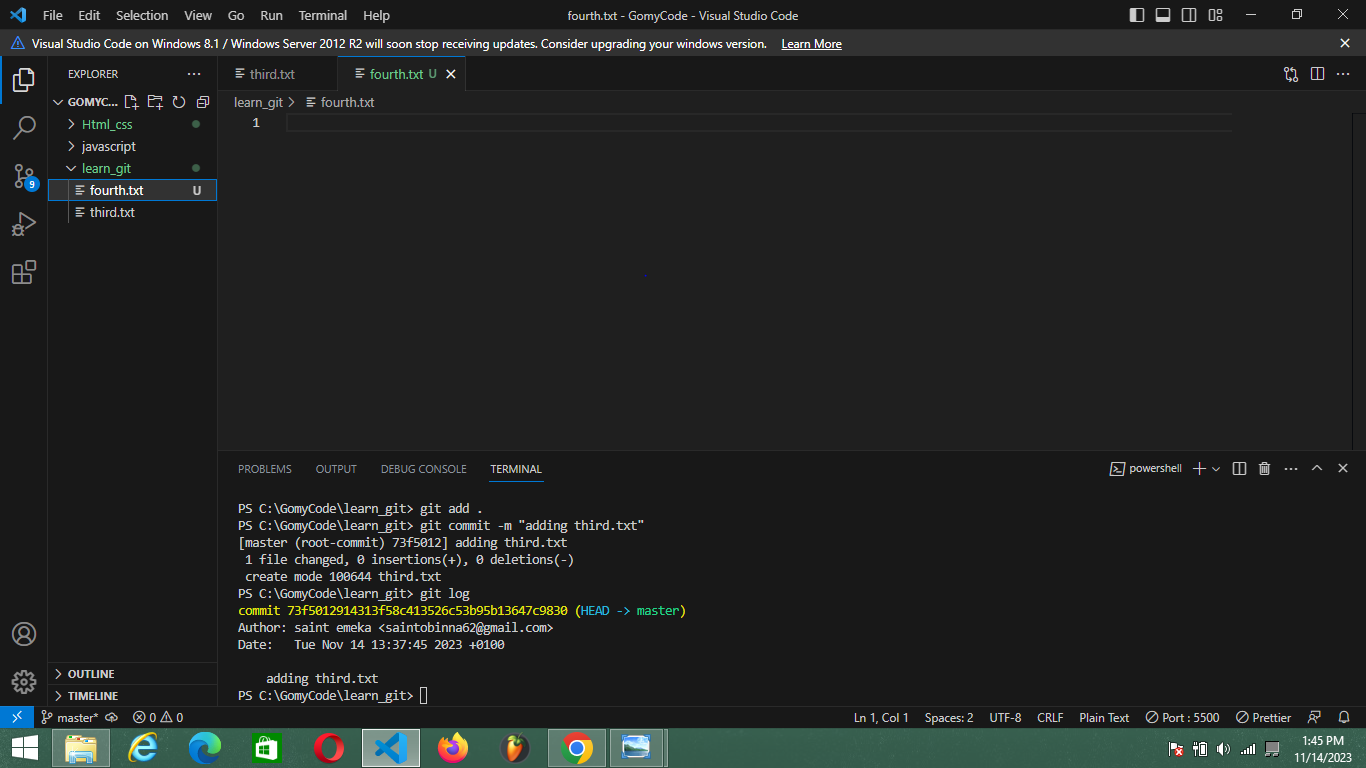 File Edit Selection View Go Run Terminal Help fourth.txt - GomyCode - Visual Studio Code
Visual Studio Code on Windows 8.1 / Windows Server 2012 R2 will soon stop receiving updates. Consider upgrading your windows version. Learn More
EXPLORER
GOMYC...
Html_css
javascript
learn_git
fourth.txt U
third.txt
9
OUTLINE
TIMELINE
third.txt fourth.txt U
learn_git > fourth.txt
1
PROBLEMS OUTPUT DEBUG CONSOLE TERMINAL powershell
PS C:\GomyCode\learn_git> git add .
PS C:\GomyCode\learn_git> git commit -m "adding third.txt"
[master (root-commit) 73f5012] adding third.txt
 1 file changed, 0 insertions(+), 0 deletions(-)
 create mode 100644 third.txt
PS C:\GomyCode\learn_git> git log
commit 73f5012914313f58c413526c53b95b13647c9830 (HEAD -> master)
Author: saint emeka <saintobinna62@gmail.com>
Date:   Tue Nov 14 13:37:45 2023 +0100

    adding third.txt
PS C:\GomyCode\learn_git>
master* 0 0 Ln 1, Col 1 Spaces: 2 UTF-8 CRLF Plain Text Port : 5500 Prettier
1:45 PM
11/14/2023